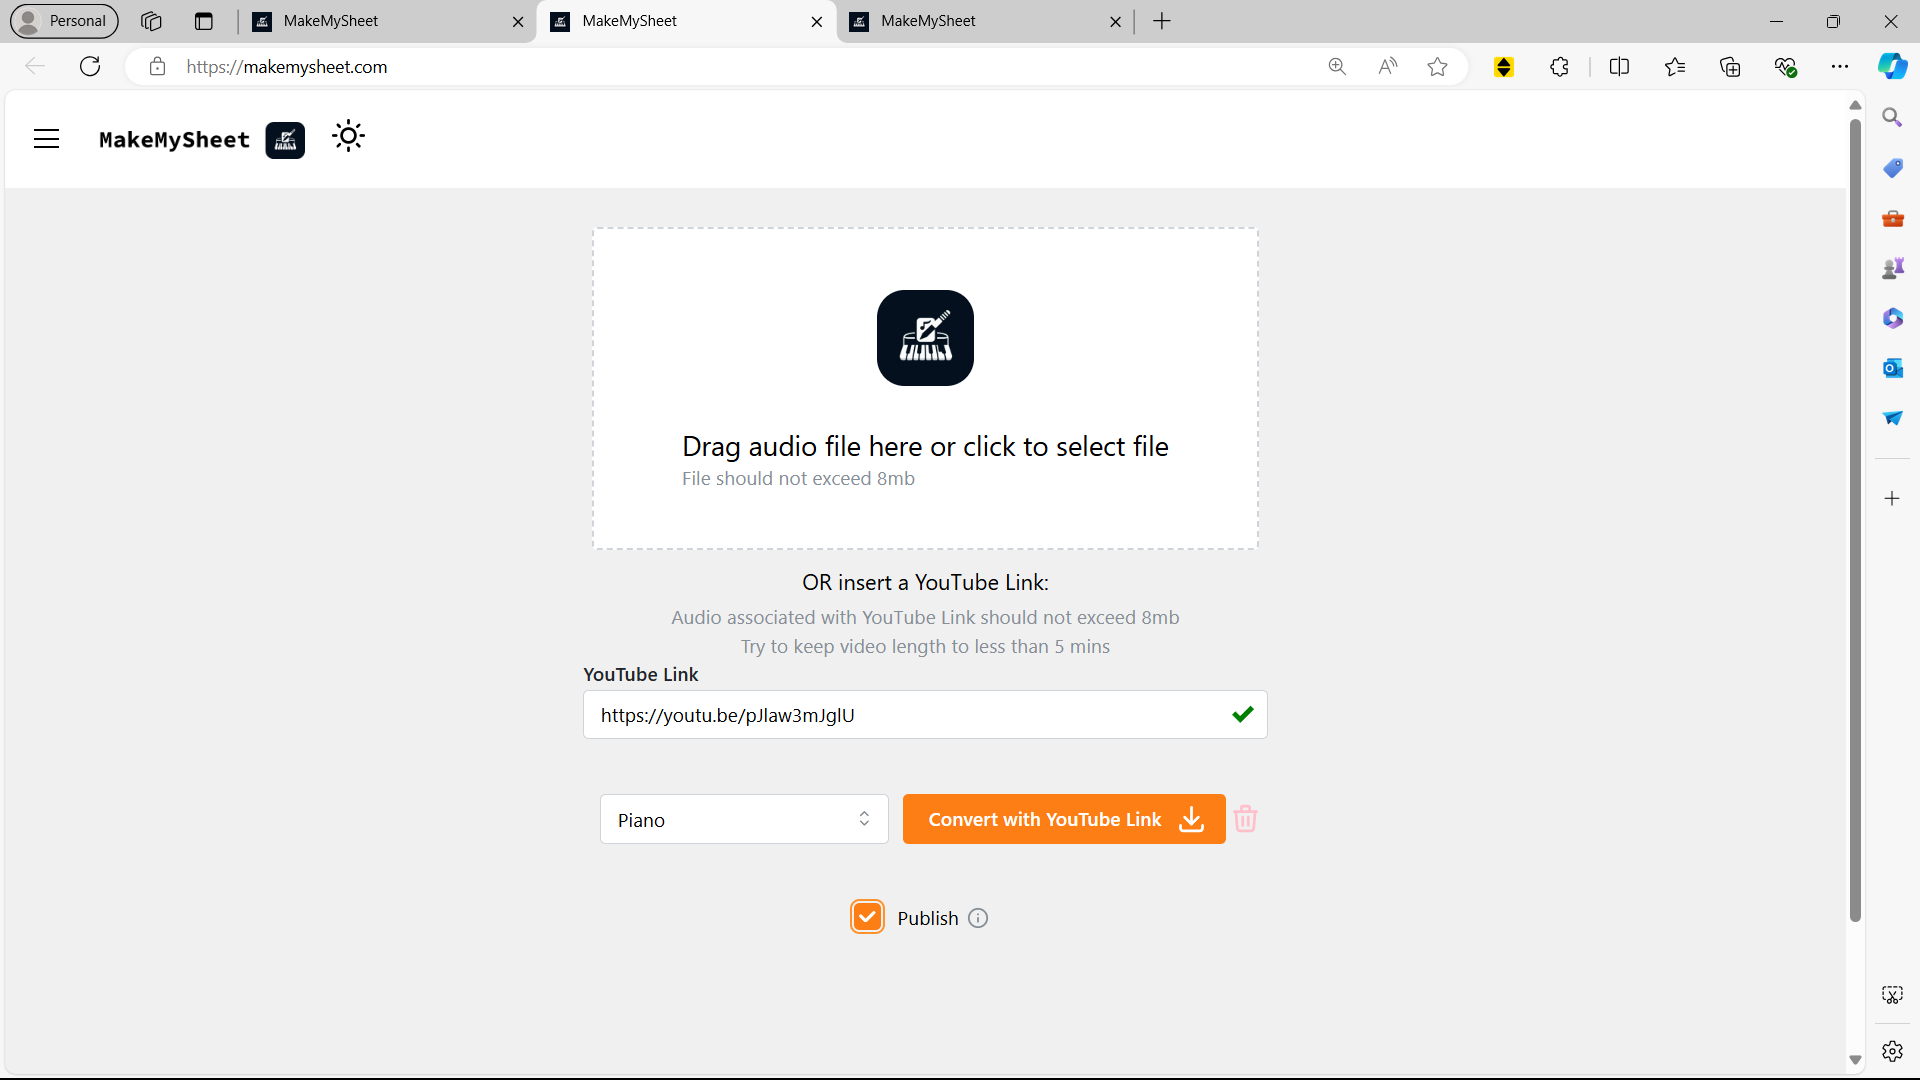 Personal
MakeMySheet
MakeMySheet
MakeMySheet
https://makemysheet.com
MakeMySheet
Drag audio file here or click to select file
File should not exceed 8mb
OR insert a YouTube Link:
Audio associated with YouTube Link should not exceed 8mb
Try to keep video length to less than 5 mins
YouTube Link
https://youtu.be/pJlaw3mJglU
Piano
Convert with YouTube Link
Publish